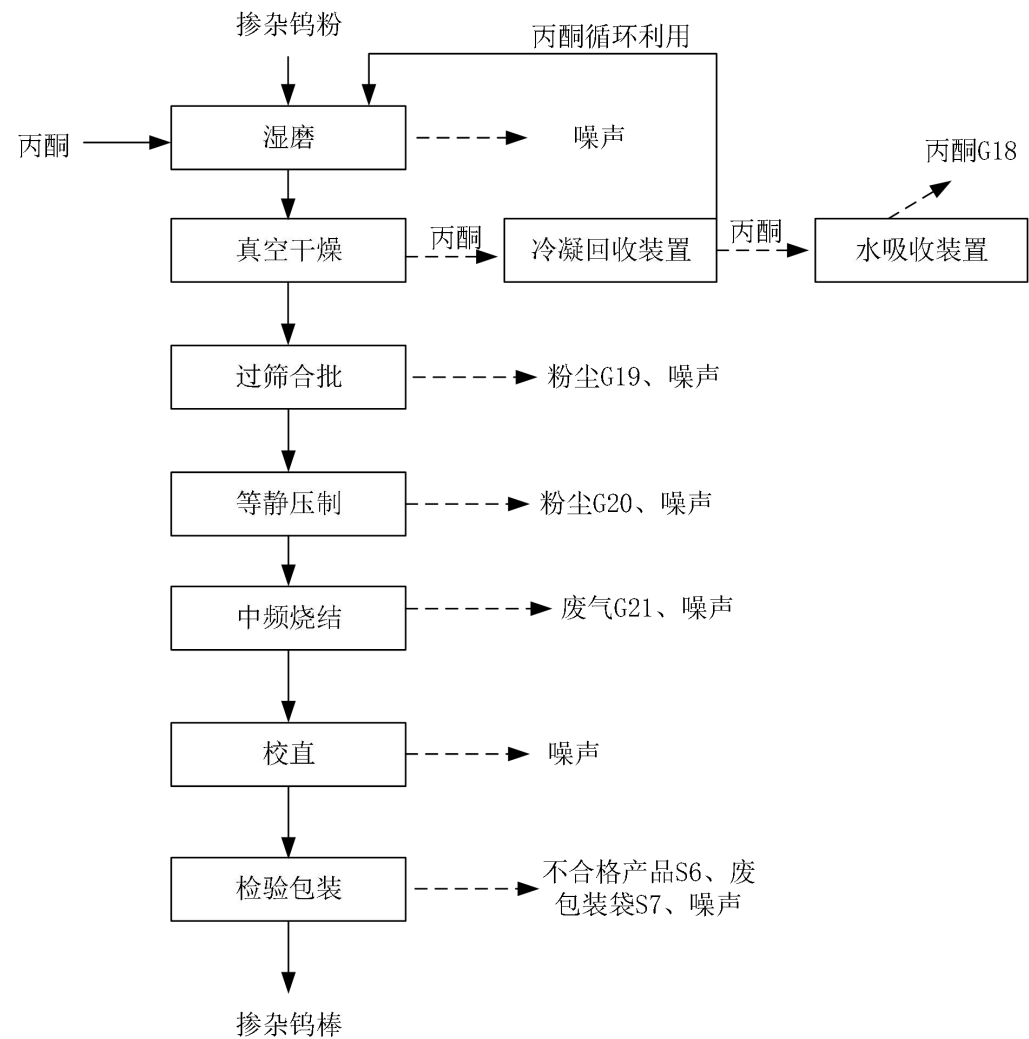 掺杂钨粉
丙酮循环利用
丙酮
湿磨
噪声
丙酮G18
真空干燥
丙酮
冷凝回收装置
丙酮
水吸收装置
过筛合批
粉尘G19、噪声
等静压制
粉尘G20、噪声
中频烧结
废气G21、噪声
校直
噪声
检验包装
不合格产品S6、废
包装袋S7、噪声
掺杂钨棒